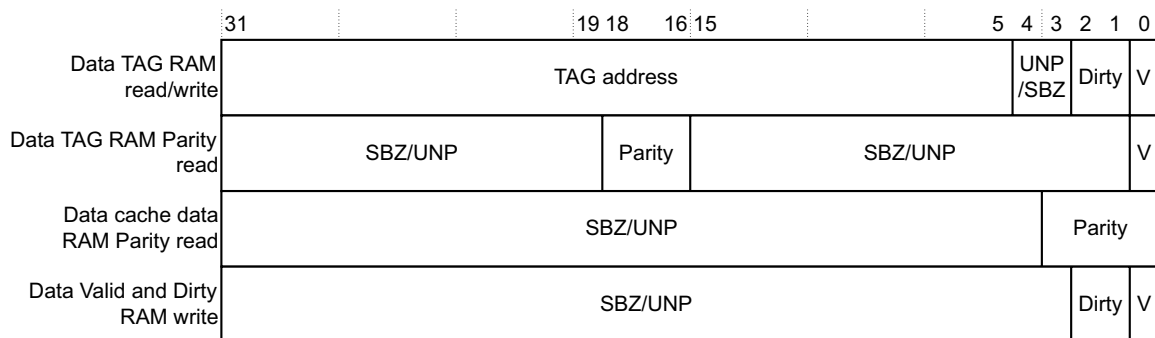 31 19 18 16 15 5 4 3 2 1 0
Data TAG RAM
read/write
TAG address
UNP
/SBZ
Dirty
V
Data TAG RAM Parity
read
SBZ/UNP
Parity
SBZ/UNP
V
Data cache data
RAM Parity read
SBZ/UNP
Parity
Data Valid and Dirty
RAM write
SBZ/UNP
Dirty
V